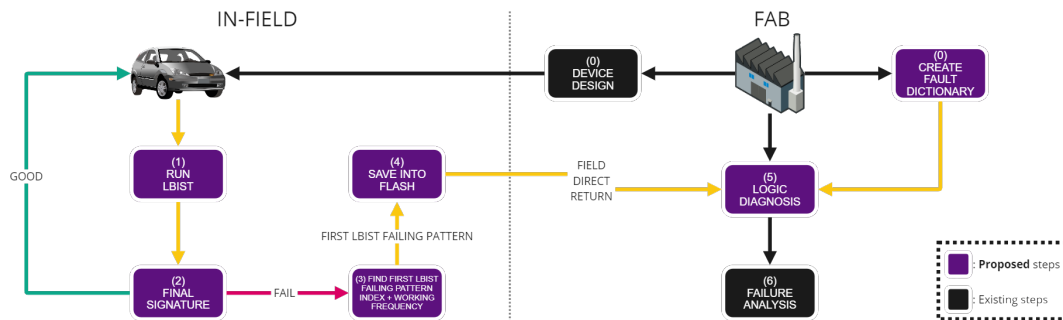 IN-FIELD
FAB
(0)
DEVICE
DESIGN
(0)
CREATE
FAULT
DICTIONARY
(1)
RUN
LBIST
GOOD
(4)
SAVE INTO
FLASH
FIELD
DIRECT
RETURN
(5)
LOGIC
DIAGNOSIS
FIRST LBIST FAILING PATTERN
(2)
FINAL
SIGNATURE
FAIL
(3) FIND FIRST LBIST
FAILING PATTERN
INDEX + WORKING
FREQUENCY
(6)
FAILURE
ANALYSIS
: Proposed steps
: Existing steps